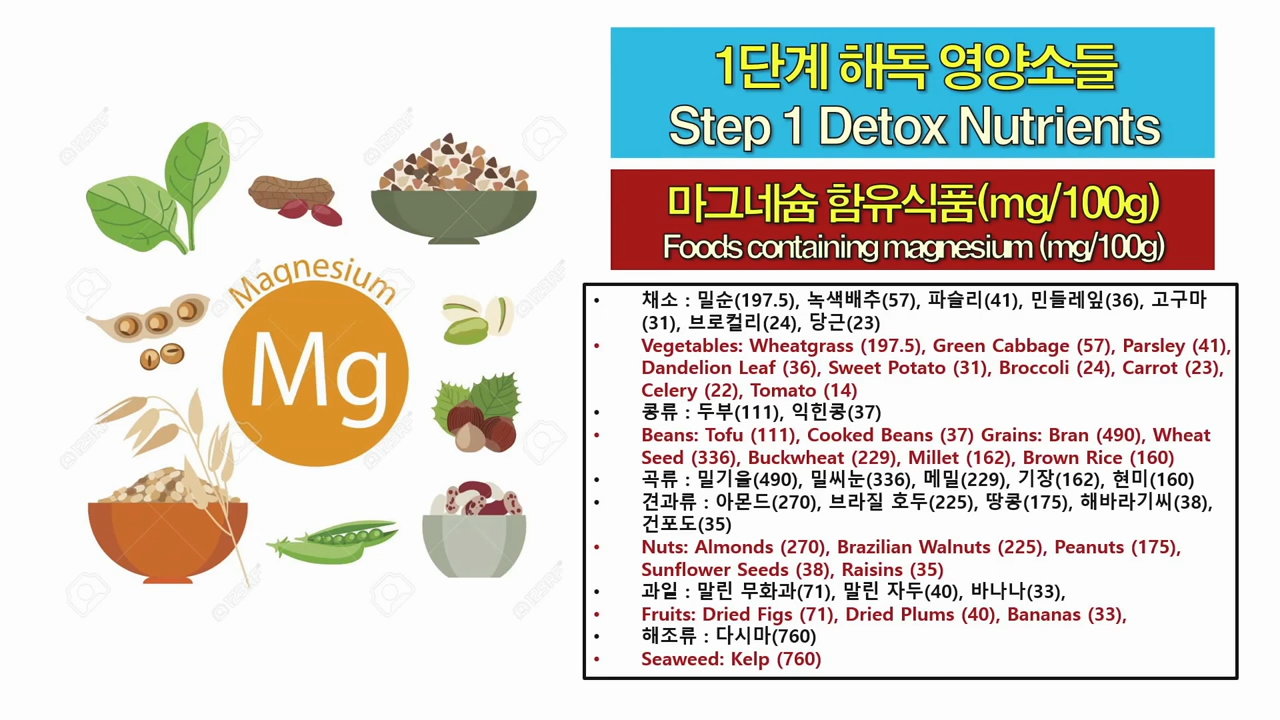 1단계 해독 영양소들
Step 1 Detox Nutrients
마그네슘 함유식품(mg/100g)
Foods containing magnesium (mg/100g)
Magnesium
Mg
• 채소 : 밀순(197.5), 녹색배추(57), 파슬리(41), 민들레잎(36), 고구마
(31), 브로컬리(24), 당근(23)
• Vegetables: Wheatgrass (197.5), Green Cabbage (57), Parsley (41),
Dandelion Leaf (36), Sweet Potato (31), Broccoli (24), Carrot (23),
Celery (22), Tomato (14)
• 콩류 : 두부(111), 익힌콩(37)
• Beans: Tofu (111), Cooked Beans (37) Grains: Bran (490), Wheat
Seed (336), Buckwheat (229), Millet (162), Brown Rice (160)
• 곡류 : 밀기울(490), 밀씨눈(336), 메밀(229), 기장(162), 현미(160)
• 견과류 : 아몬드(270), 브라질 호두(225), 땅콩(175), 해바라기씨(38),
건포도(35)
• Nuts: Almonds (270), Brazilian Walnuts (225), Peanuts (175),
Sunflower Seeds (38), Raisins (35)
• 과일 : 말린 무화과(71), 말린 자두(40), 바나나(33),
• Fruits: Dried Figs (71), Dried Plums (40), Bananas (33),
• 해조류 : 다시마(760)
• Seaweed: Kelp (760)